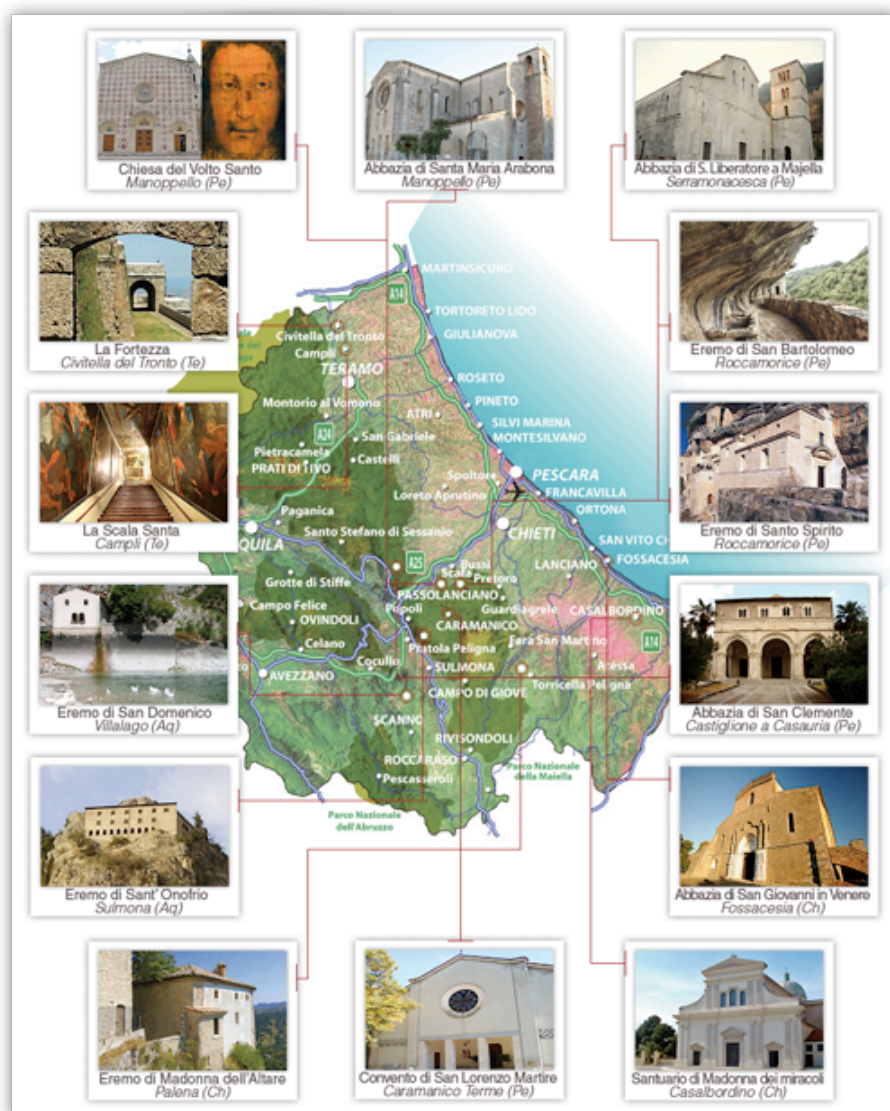 Chiesa del Volto Santo
Manoppello (Pe)
Abbazia di Santa Maria Arabona
Manoppello (Pe)
Abbazia di S. Liberatore a Majella
Serramonacesca (Pe)
La Fortezza
Civitella del Tronto (Te)
Eremo di San Bartolomeo
Roccamorice (Pe)
La Scala Santa
Campli (Te)
Eremo di Santo Spirito
Roccamorice (Pe)
Eremo di San Domenico
Villalago (Aq)
Abbazia di San Clemente
Castiglione a Casauria (Pe)
Eremo di Sant' Onofrio
Sulmona (Aq)
Abbazia di San Giovanni in Venere
Fossacesia (Ch)
Eremo di Madonna dell'Altare
Palena (Ch)
Convento di San Lorenzo Martire
Caramanico Terme (Pe)
Santuario di Madonna dei miracoli
Casalbordino (Ch)
MARTINSICURO
A14
TORTORETO LIDO
Civitella del Tronto
GIULIANOVA
Campli
TERAMO
ROSETO
PINETO
Montorio al Vomano
ATRI
SILVI MARINA
A24
San Gabriele
MONTESILVANO
Pietracamela
PRATI DI TIVO
Castelli
Spoltore
PESCARA
Loreto Aprutino
FRANCAVILLA
Paganica
ORTONA
QUILA
Santo Stefano di Sessanio
CHIETI
SAN VITO CH
A25
Bussi
LANCIANO
FOSSACESIA
Scala
Pretoro
Grotte di Stiffe
PASSOLANCIANO
Campo Felice
Popoli
Guardiagrele
CASALBORDINO
OVINDOLI
CARAMANICO
Celano
Pratola Peligna
Fara San Martino
A14
Cocullo
SULMONA
Atessa
AVEZZANO
CAMPO DI GIOVE
Torricella Peligna
SCANNO
RIVISONDOLI
ROCCARASO
Parco Nazionale
della Maiella
Pescasseroli
Parco Nazionale
dell'Abruzzo